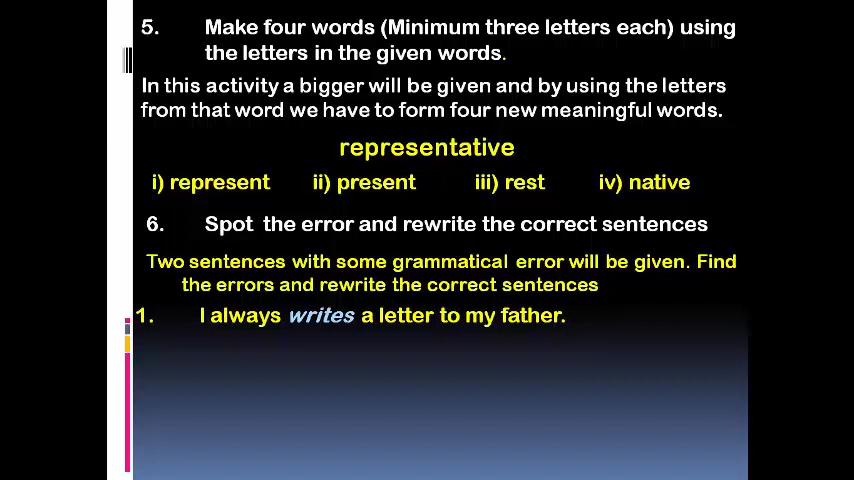 5. Make four words (Minimum three letters each) using
the letters in the given words.
In this activity a bigger will be given and by using the letters
from that word we have to form four new meaningful words.
representative
i) represent ii) present iii) rest iv) native
6. Spot the error and rewrite the correct sentences
Two sentences with some grammatical error will be given. Find
the errors and rewrite the correct sentences
1. I always writes a letter to my father.